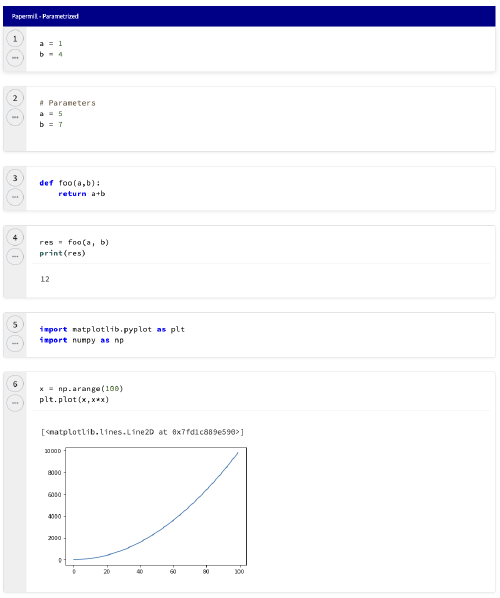 Papermill - Parametrized
1
a = 1
b = 4
2
# Parameters
a = 5
b = 7
3
def foo(a,b):
    return a+b
4
res = foo(a, b)
print(res)
12
5
import matplotlib.pyplot as plt
import numpy as np
6
x = np.arange(100)
plt.plot(x,x*x)
[<matplotlib.lines.Line2D at 0x7fd1c889e590>]
10000
8000
6000
4000
2000
0
0 20 40 60 80 100